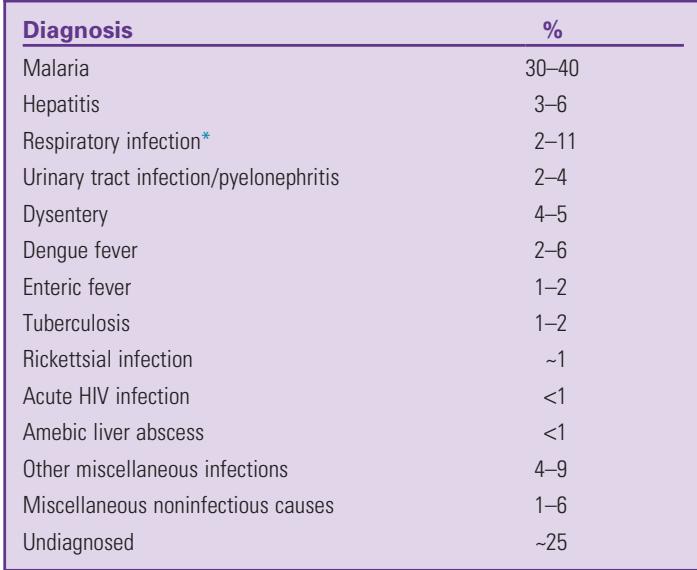 Diagnosis %
Malaria 30–40
Hepatitis 3–6
Respiratory infection* 2–11
Urinary tract infection/pyelonephritis 2–4
Dysentery 4–5
Dengue fever 2–6
Enteric fever 1–2
Tuberculosis 1–2
Rickettsial infection ~1
Acute HIV infection <1
Amebic liver abscess <1
Other miscellaneous infections 4–9
Miscellaneous noninfectious causes 1–6
Undiagnosed ~25